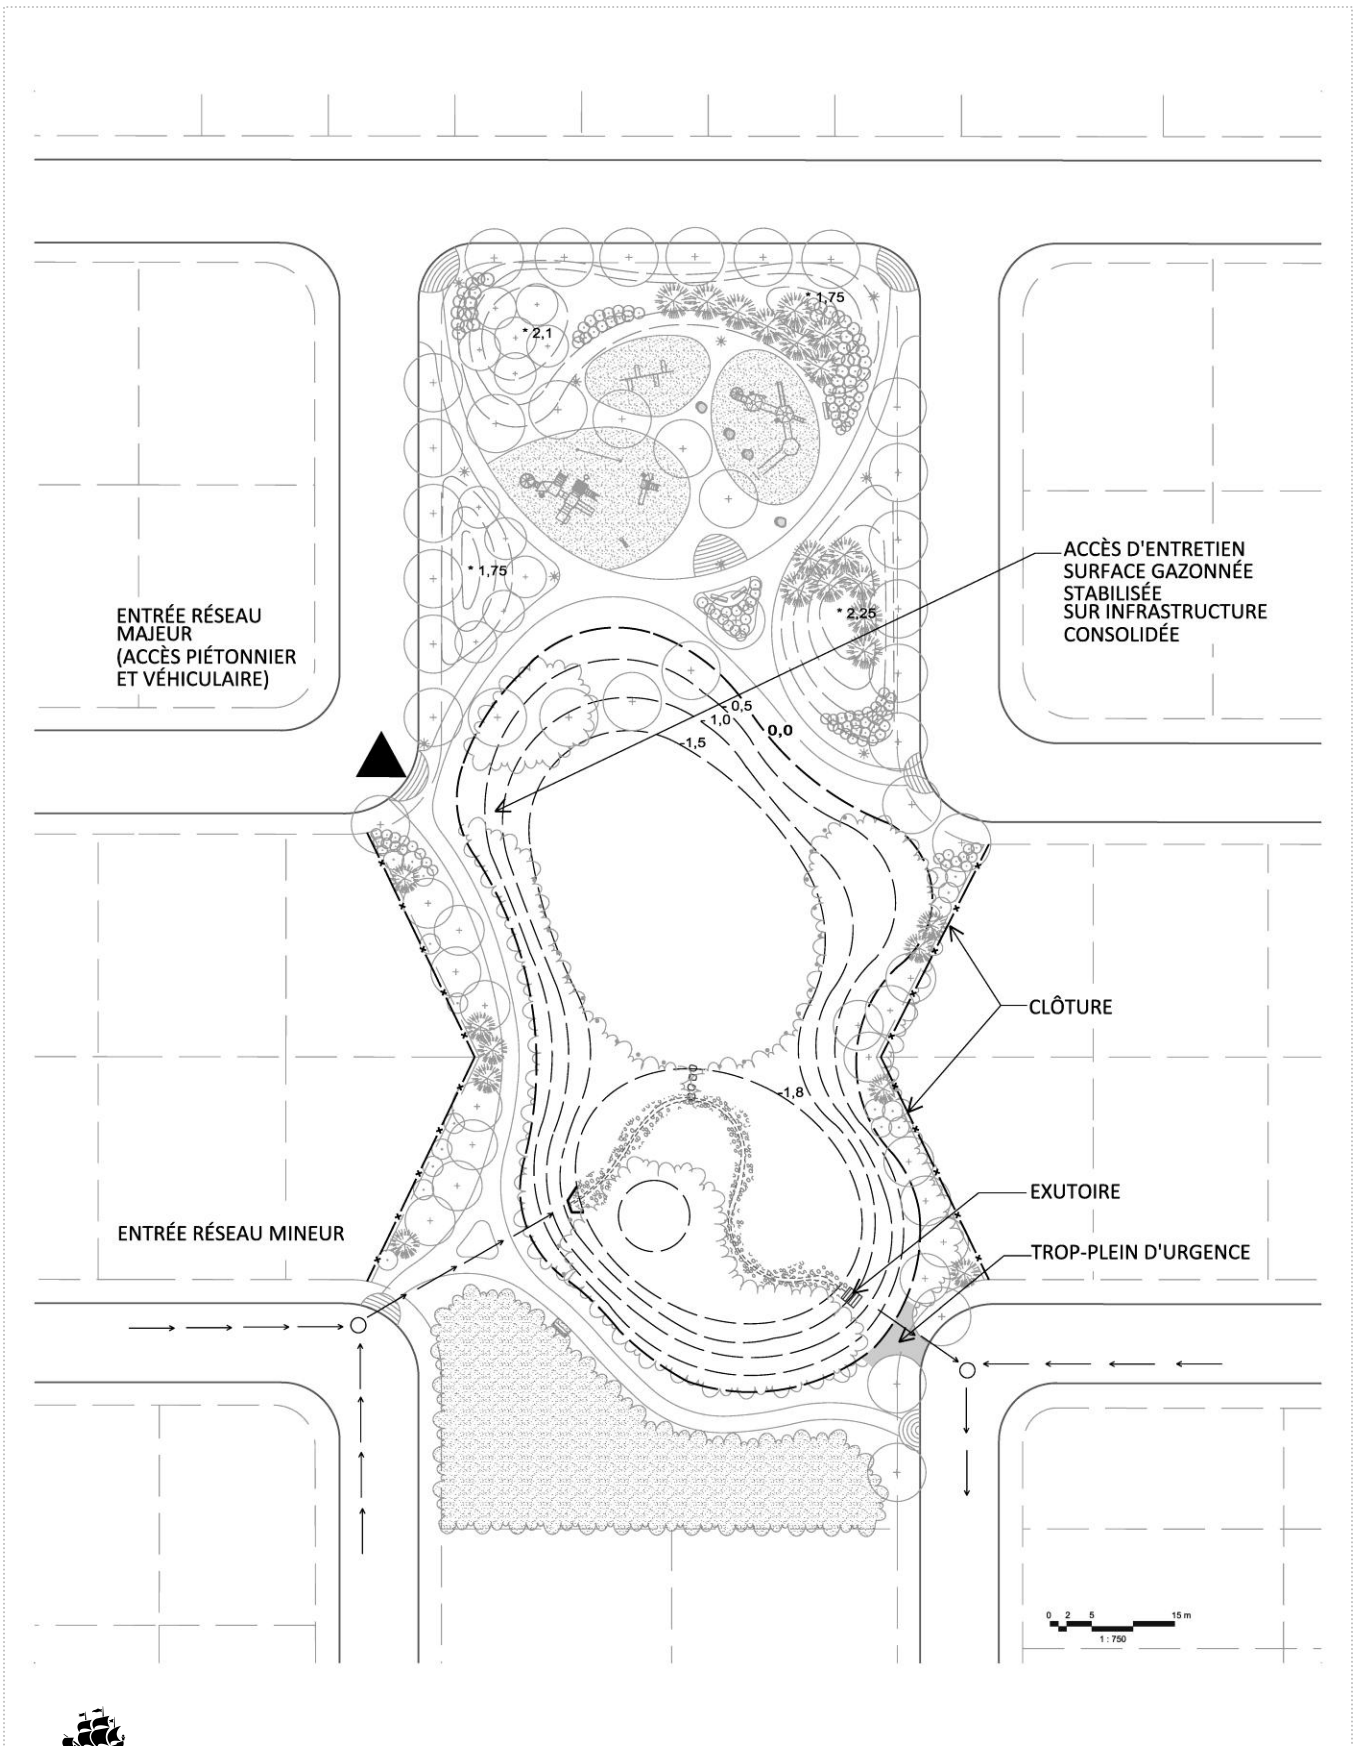 * 1,75
* 2,1
ACCÈS D'ENTRETIEN
SURFACE GAZONNÉE
STABILISÉE
SUR INFRASTRUCTURE
CONSOLIDÉE
* 1,75
* 2,25
ENTRÉE RÉSEAU
MAJEUR
(ACCÈS PIÉTONNIER
ET VÉHICULAIRE)
- 0,5
- 1,0
0,0
-1,5
CLÔTURE
-1,8
EXUTOIRE
ENTRÉE RÉSEAU MINEUR
TROP-PLEIN D'URGENCE
0 2 5 15 m
1 : 750